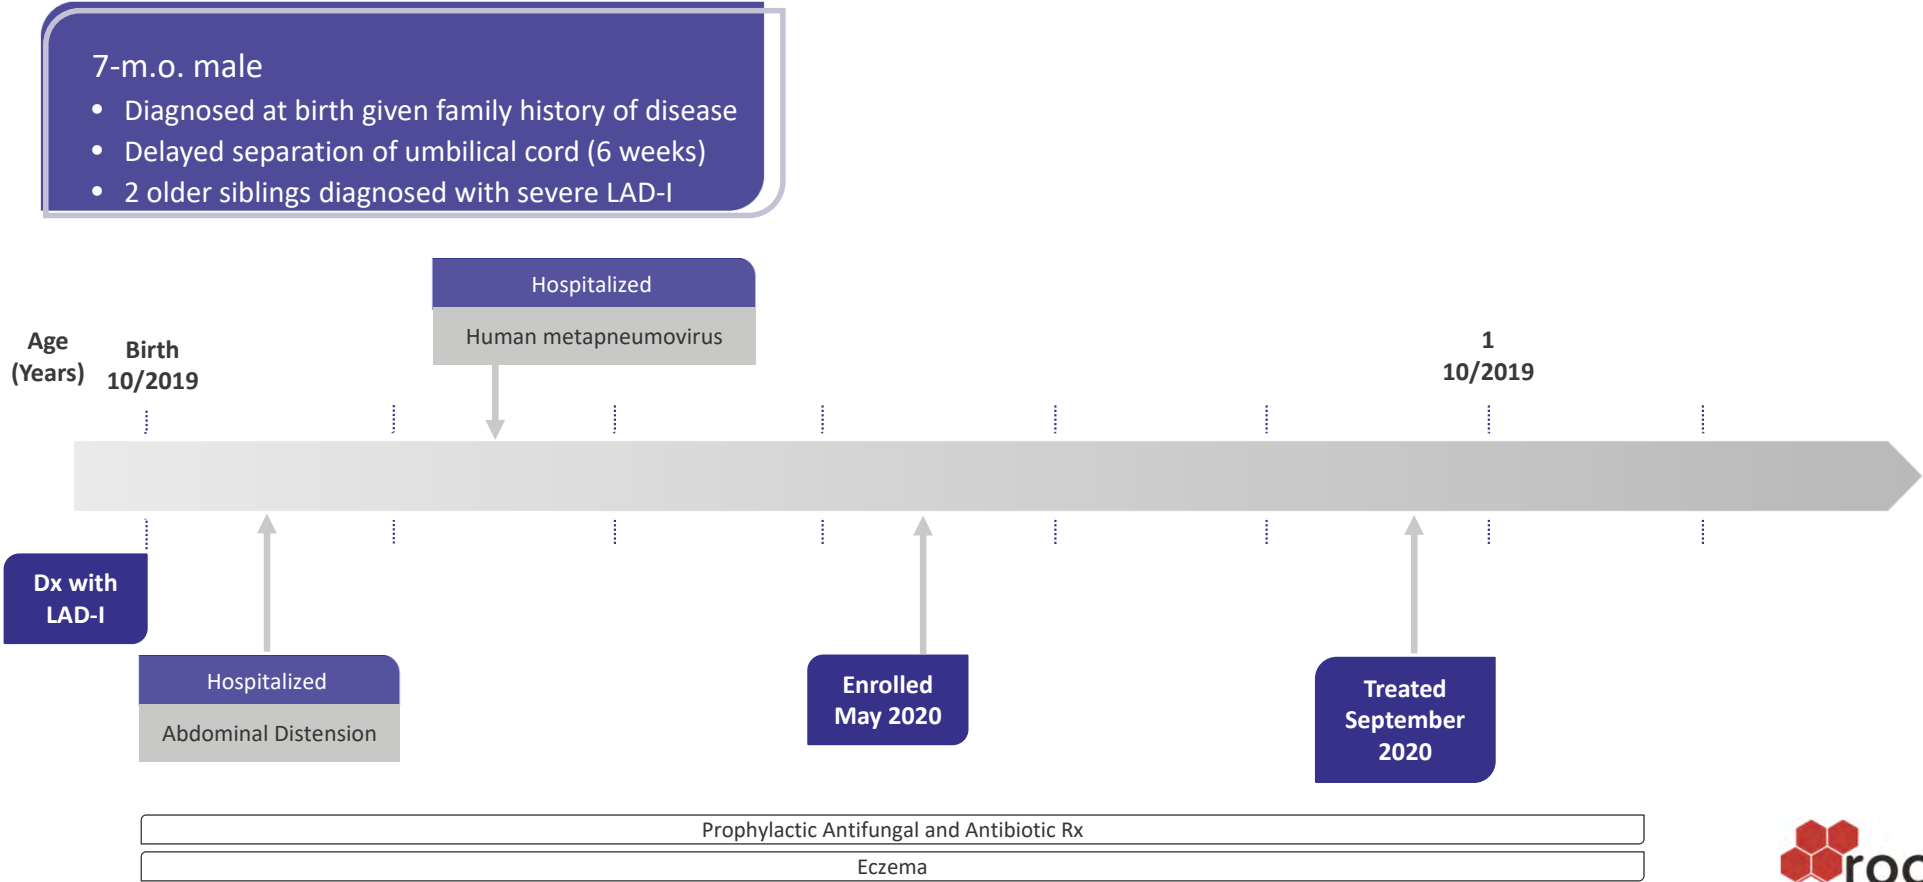 7-m.o. male
• Diagnosed at birth given family history of disease
• Delayed separation of umbilical cord (6 weeks)
• 2 older siblings diagnosed with severe LAD-I
Hospitalized
Human metapneumovirus
Age
(Years)
Birth
10/2019
1
10/2019
Dx with
LAD-I
Hospitalized
Abdominal Distension
Enrolled
May 2020
Treated
September
2020
Prophylactic Antifungal and Antibiotic Rx
Eczema